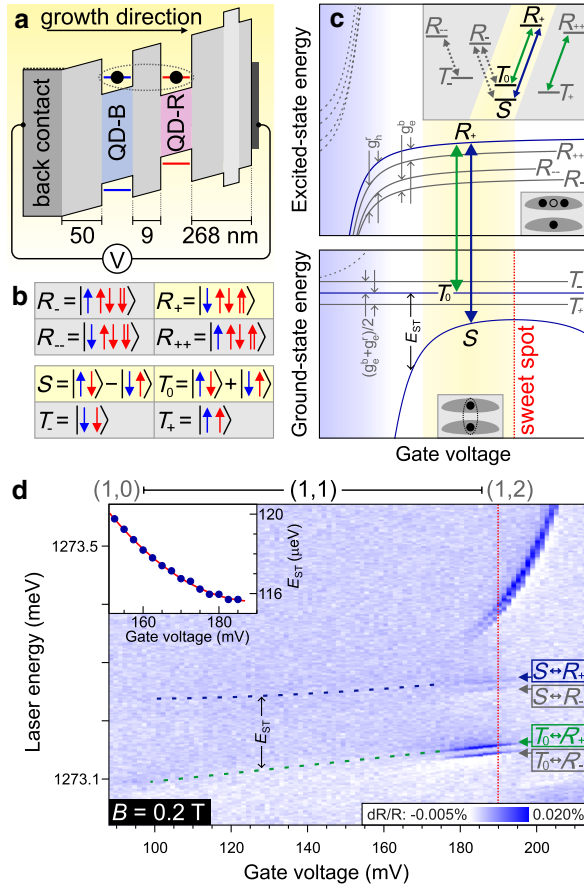 a
growth direction
back contact
QD-B
QD-R
50
9
268 nm
V
b
R₋ = |↑↑↓⇓⟩
R₊ = |↓↑↓⇑⟩
R₋₋ = |↓↑↓⇓⟩
R₊₊ = |↑↑↓⇑⟩
S = |↑↓⟩ − |↓↑⟩
T₀ = |↑↓⟩ + |↓↑⟩
T₋ = |↓↓⟩
T₊ = |↑↑⟩
c
Excited-state energy
R₋₋
R₋
R₊
R₊₊
T₋
T₀
S
T₊
g_h^r
g_e^b
R₊
R₊₊
R₋₋
R₋
Ground-state energy
T₋
T₀
T₊
(g_e^b+g_e^r)/2
E_ST
S
sweet spot
Gate voltage
d
(1,0)
(1,1)
(1,2)
120
116
E_ST (µeV)
160
180
Gate voltage (mV)
Laser energy (meV)
1273.5
1273.1
E_ST
S↔R₊
S↔R₋
T₀↔R₊
T₀↔R₋
B = 0.2 T
dR/R: -0.005%
0.020%
100
120
140
160
180
200
Gate voltage (mV)